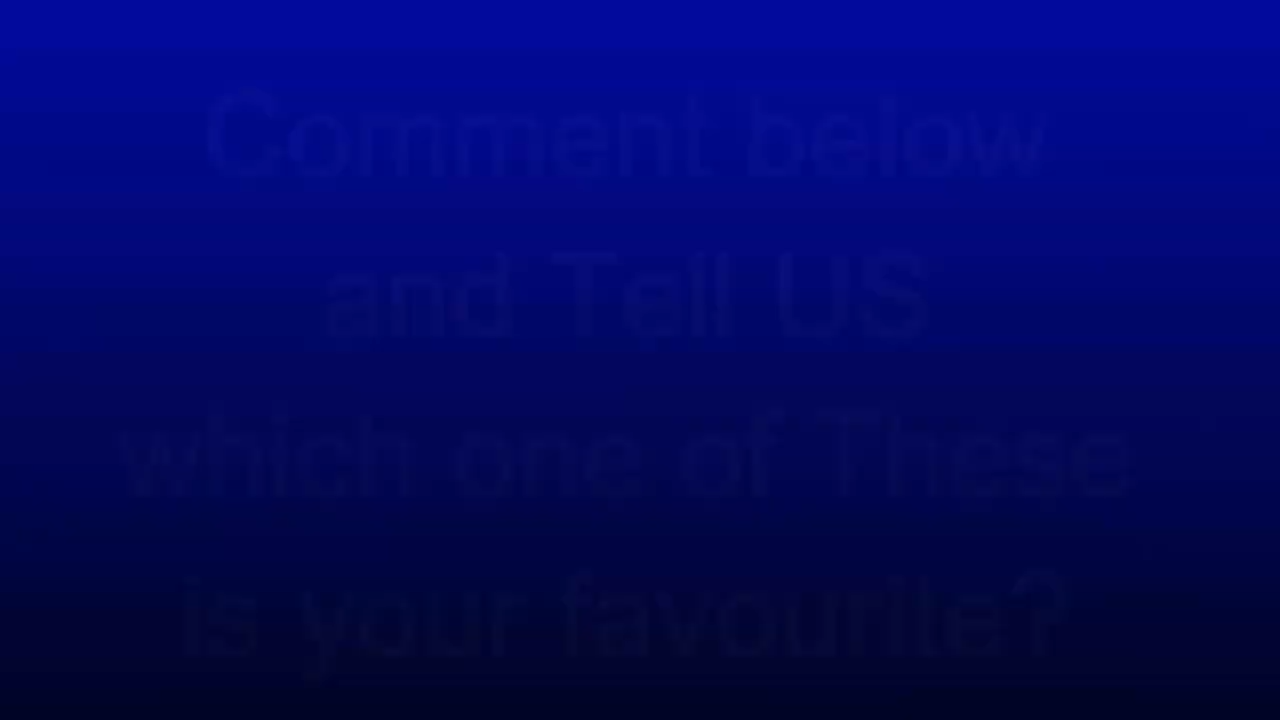 Comment below
and Tell US
which one of These
is your favourite?